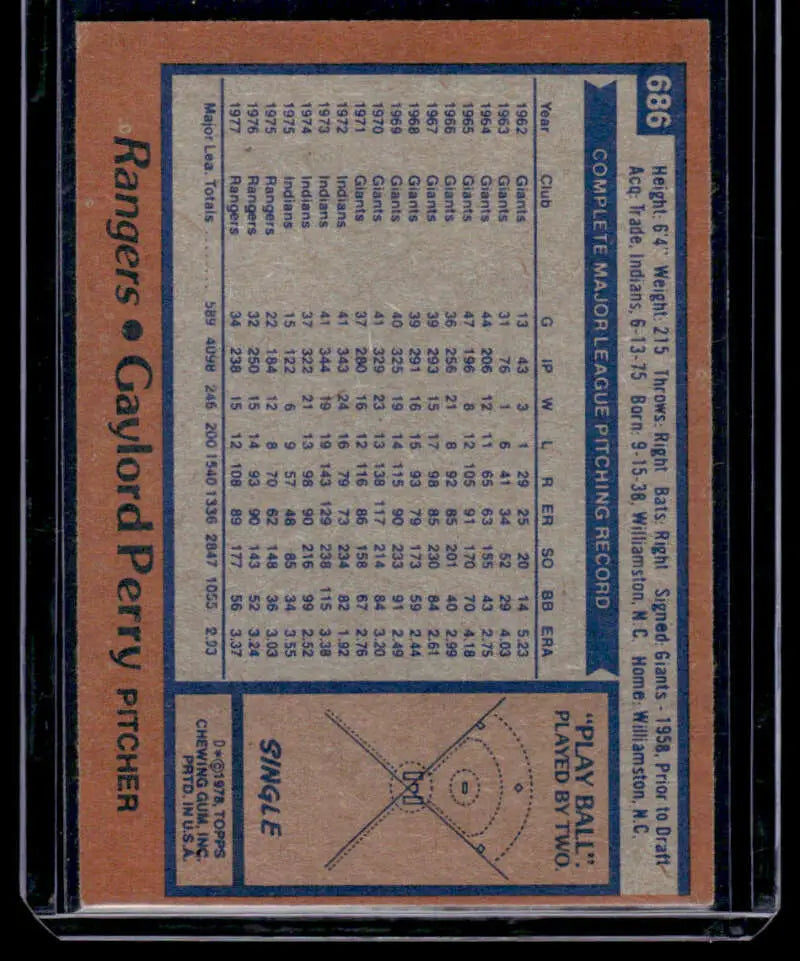 686
Height: 6'4" Weight: 215 Throws: Right Bats: Right Signed: Giants - 1958, Prior to Draft
Acq: Trade, Indians, 6-13-75 Born: 9-15-38, Williamston, N.C. Home: Williamston, N.C.
COMPLETE MAJOR LEAGUE PITCHING RECORD
Year Club G IP W L R ER SO BB ERA
1962 Giants 13 43 3 1 29 25 20 14 5.23
1963 Giants 31 76 1 6 41 34 52 29 4.03
1964 Giants 44 206 12 11 65 63 155 43 2.75
1965 Giants 47 196 8 12 105 91 170 70 4.18
1966 Giants 36 256 21 8 92 85 201 40 2.99
1967 Giants 39 293 15 17 98 85 230 84 2.61
1968 Giants 39 291 16 15 93 79 173 59 2.44
1969 Giants 40 325 19 14 115 90 233 91 2.49
1970 Giants 41 329 23 13 138 117 214 84 3.20
1971 Giants 37 280 16 12 116 86 158 67 2.76
1972 Indians 41 343 24 16 79 73 234 82 1.92
1973 Indians 41 344 19 19 143 129 238 115 3.38
1974 Indians 37 322 21 13 98 90 216 99 2.52
1975 Indians 15 122 6 9 57 48 85 34 3.55
1975 Rangers 22 184 12 8 70 62 148 36 3.03
1976 Rangers 32 250 15 14 93 90 143 52 3.24
1977 Rangers 34 238 15 12 108 89 177 56 3.37
Major Lea. Totals ...... 589 4098 246 200 1540 1336 2847 1055 2.93
"PLAY BALL":
PLAYED BY TWO.
SINGLE
D*©1978, TOPPS
CHEWING GUM, INC.
PRTD. IN U.S.A.
Rangers • Gaylord Perry PITCHER